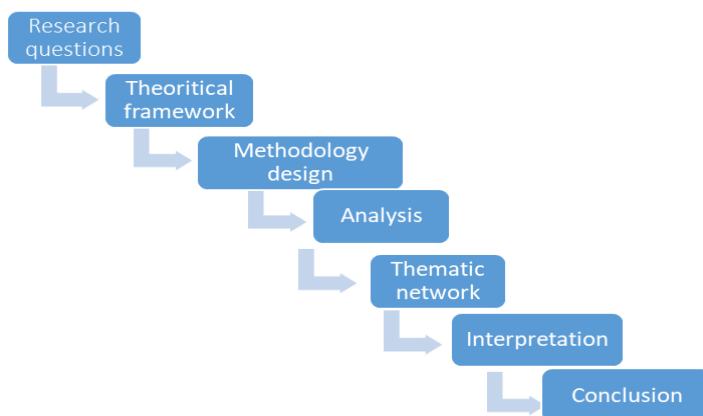 Research
questions
Theoritical
framework
Methodology
design
Analysis
Thematic
network
Interpretation
Conclusion